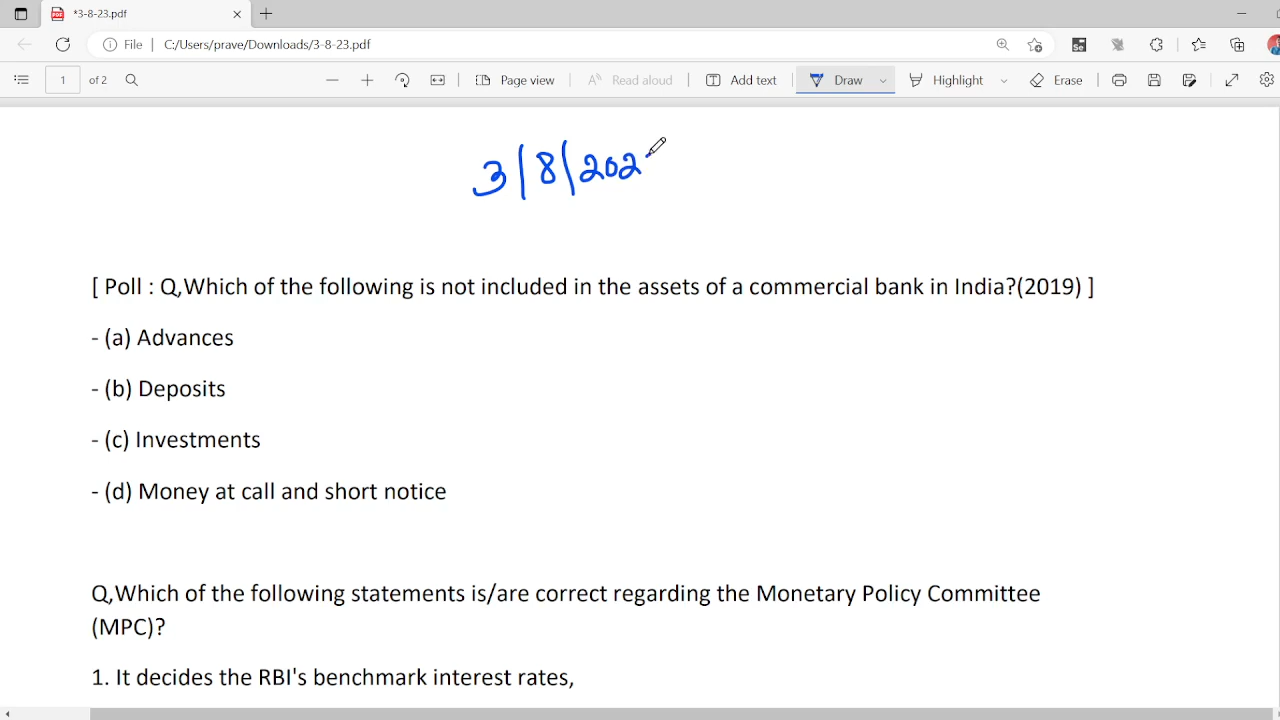 *3-8-23.pdf
File | C:/Users/prave/Downloads/3-8-23.pdf
1 of 2 Page view Read aloud Add text Draw Highlight Erase
3/8/202
[ Poll : Q,Which of the following is not included in the assets of a commercial bank in India?(2019) ]
- (a) Advances
- (b) Deposits
- (c) Investments
- (d) Money at call and short notice
Q,Which of the following statements is/are correct regarding the Monetary Policy Committee
(MPC)?
1. It decides the RBI's benchmark interest rates,